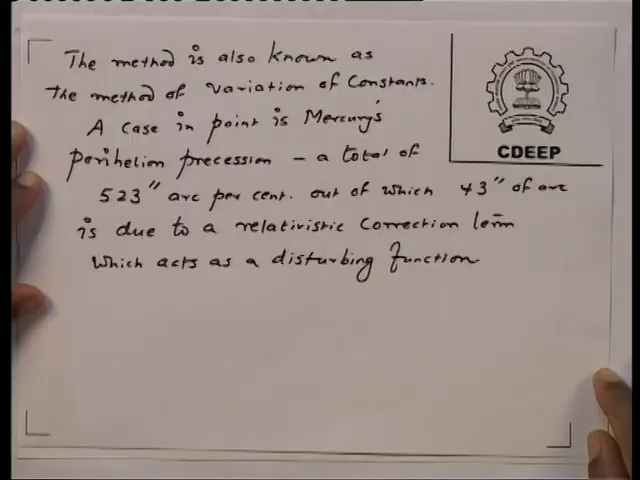 The method is also known as
the method of variation of Constants.
A case in point is Mercury's
perihelion precession – a total of
523" arc per cent. out of which 43" of arc
is due to a relativistic Correction term
which acts as a disturbing function
CDEEP